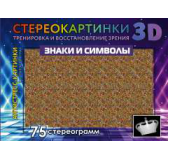 СТЕРЕОКАРТИНКИ 3D
ТРЕНИРОВКА И ВОССТАНОВЛЕНИЕ ЗРЕНИЯ
ЗНАКИ И СИМВОЛЫ
75 стереограмм